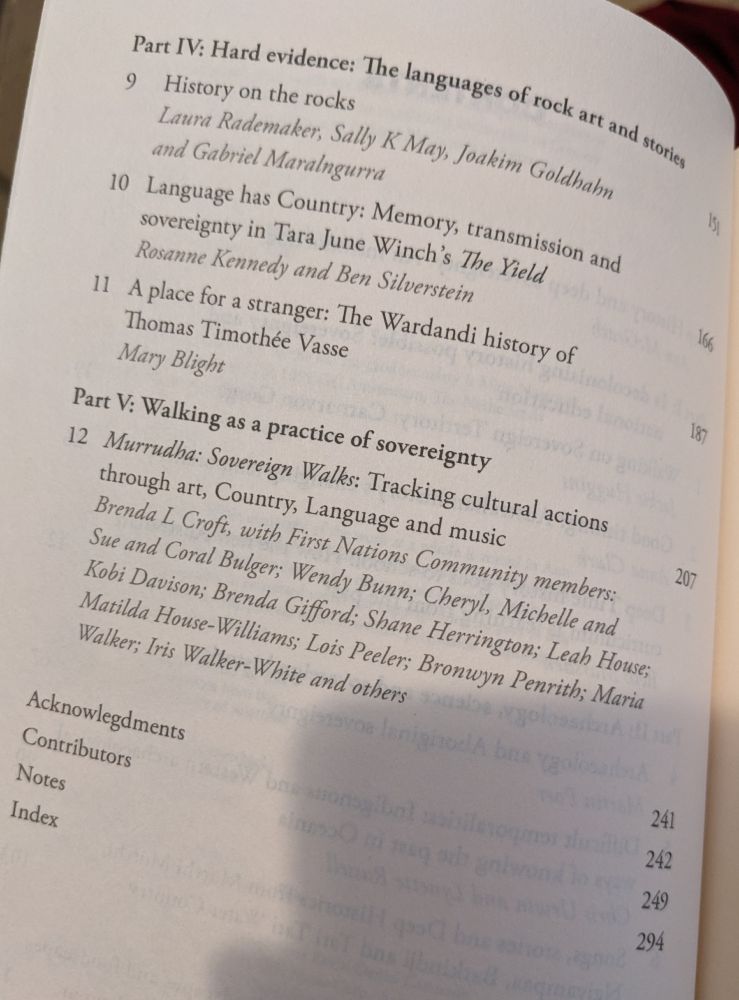 Part IV: Hard evidence: The languages of rock art and stories
9 History on the rocks 151
Laura Rademaker, Sally K May, Joakim Goldhahn
and Gabriel Maralngurra
10 Language has Country: Memory, transmission and
sovereignty in Tara June Winch's The Yield 166
Rosanne Kennedy and Ben Silverstein
11 A place for a stranger: The Wardandi history of
Thomas Timothée Vasse 187
Mary Blight
Part V: Walking as a practice of sovereignty
12 Murrudha: Sovereign Walks: Tracking cultural actions
through art, Country, Language and music 207
Brenda L Croft, with First Nations Community members:
Sue and Coral Bulger; Wendy Bunn; Cheryl, Michelle and
Kobi Davison; Brenda Gifford; Shane Herrington; Leah House;
Matilda House-Williams; Lois Peeler; Bronwyn Penrith; Maria
Walker; Iris Walker-White and others
Acknowlegdments 241
Contributors 242
Notes 249
Index 294